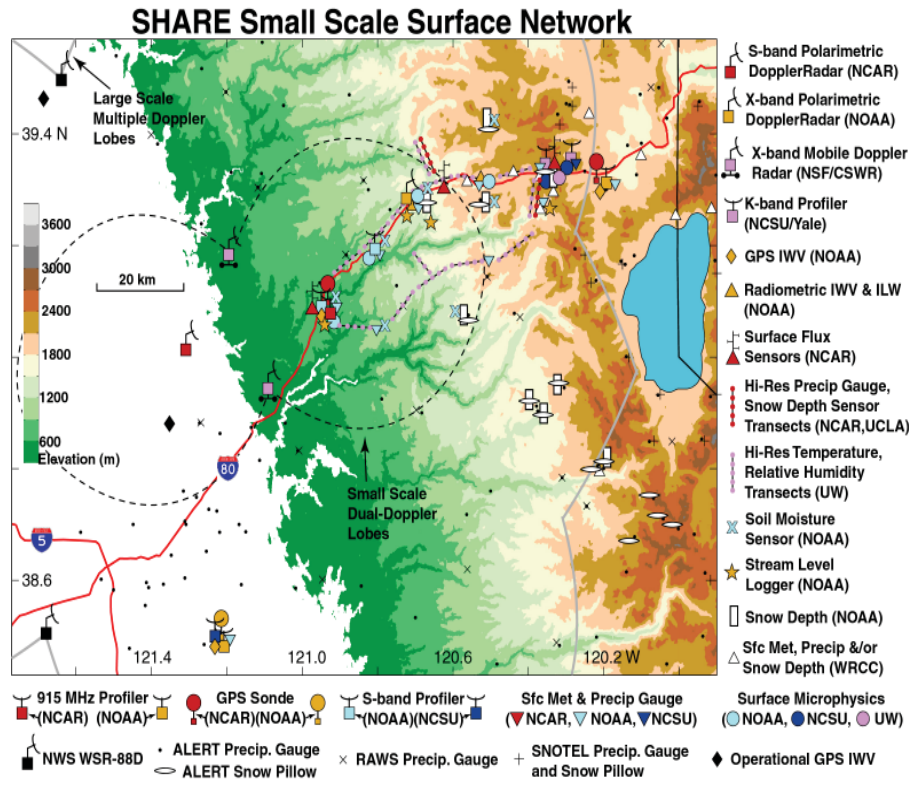 SHARE Small Scale Surface Network
Large Scale
Multiple Doppler
Lobes
39.4 N
3600
3000
2400
1800
1200
600
Elevation (m)
20 km
80
5
Small Scale
Dual-Doppler
Lobes
38.6
121.4
121.0
120.6
120.2 W
S-band Polarimetric
DopplerRadar (NCAR)
X-band Polarimetric
DopplerRadar (NOAA)
X-band Mobile Doppler
Radar (NSF/CSWR)
K-band Profiler
(NCSU/Yale)
GPS IWV (NOAA)
Radiometric IWV & ILW
(NOAA)
Surface Flux
Sensors (NCAR)
Hi-Res Precip Gauge,
Snow Depth Sensor
Transects (NCAR,UCLA)
Hi-Res Temperature,
Relative Humidity
Transects (UW)
Soil Moisture
Sensor (NOAA)
Stream Level
Logger (NOAA)
Snow Depth (NOAA)
Sfc Met, Precip &/or
Snow Depth (WRCC)
915 MHz Profiler
(NCAR) (NOAA)
GPS Sonde
(NCAR)(NOAA)
S-band Profiler
(NOAA)(NCSU)
Sfc Met & Precip Gauge
(NCAR, NOAA, NCSU)
Surface Microphysics
(NOAA, NCSU, UW)
NWS WSR-88D
ALERT Precip. Gauge
ALERT Snow Pillow
RAWS Precip. Gauge
SNOTEL Precip. Gauge
and Snow Pillow
Operational GPS IWV